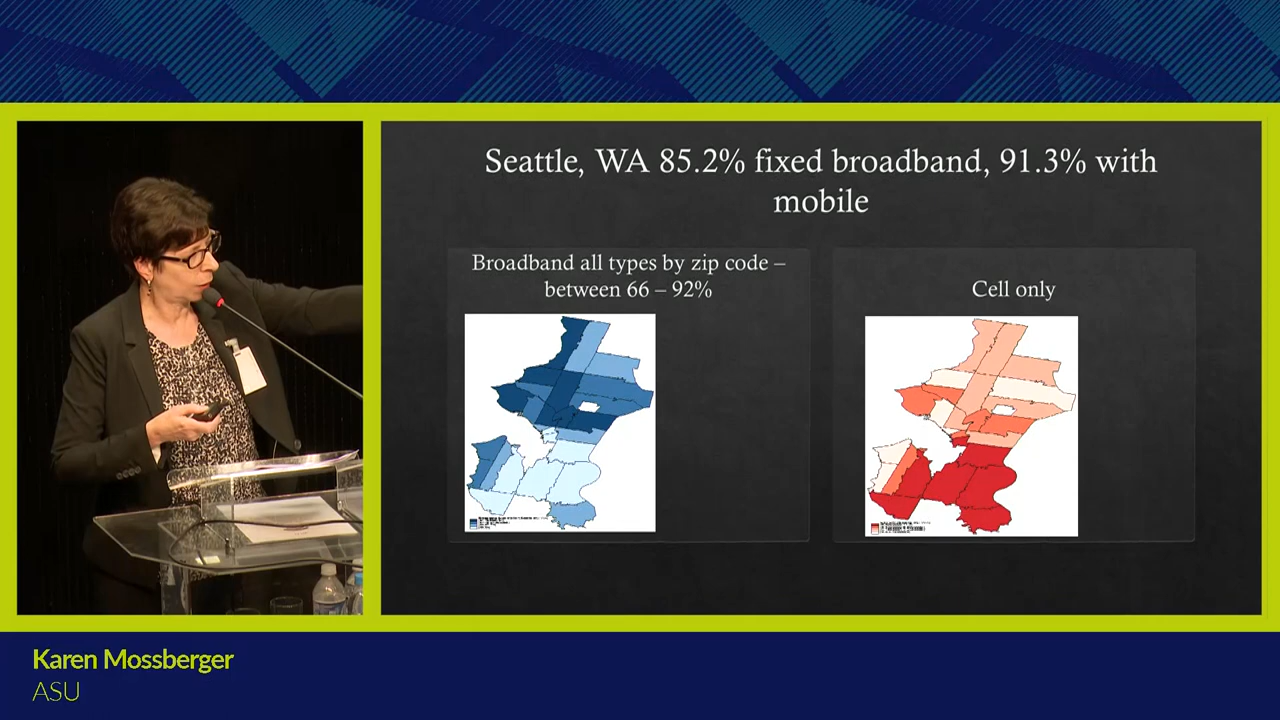 Seattle, WA 85.2% fixed broadband, 91.3% with
mobile
Broadband all types by zip code –
between 66 – 92%
Cell only
Karen Mossberger
ASU